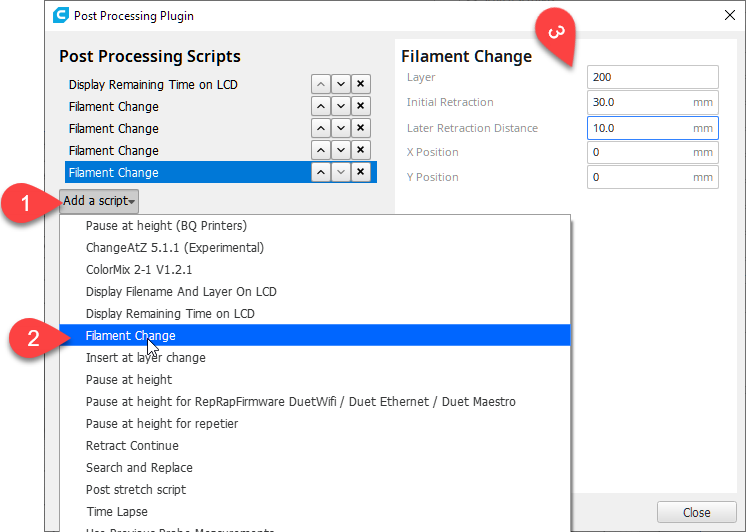 Post Processing Plugin
Post Processing Scripts
Display Remaining Time on LCD
Filament Change
Filament Change
Filament Change
Filament Change
1
Add a script
Filament Change
3
Layer
200
Initial Retraction
30.0 mm
Later Retraction Distance
10.0 mm
X Position
0 mm
Y Position
0 mm
Pause at height (BQ Printers)
ChangeAtZ 5.1.1 (Experimental)
ColorMix 2-1 V1.2.1
Display Filename And Layer On LCD
Display Remaining Time on LCD
2
Filament Change
Insert at layer change
Pause at height
Pause at height for RepRapFirmware DuetWifi / Duet Ethernet / Duet Maestro
Pause at height for repetier
Retract Continue
Search and Replace
Post stretch script
Time Lapse
Use Previous Probe Measurements
Close